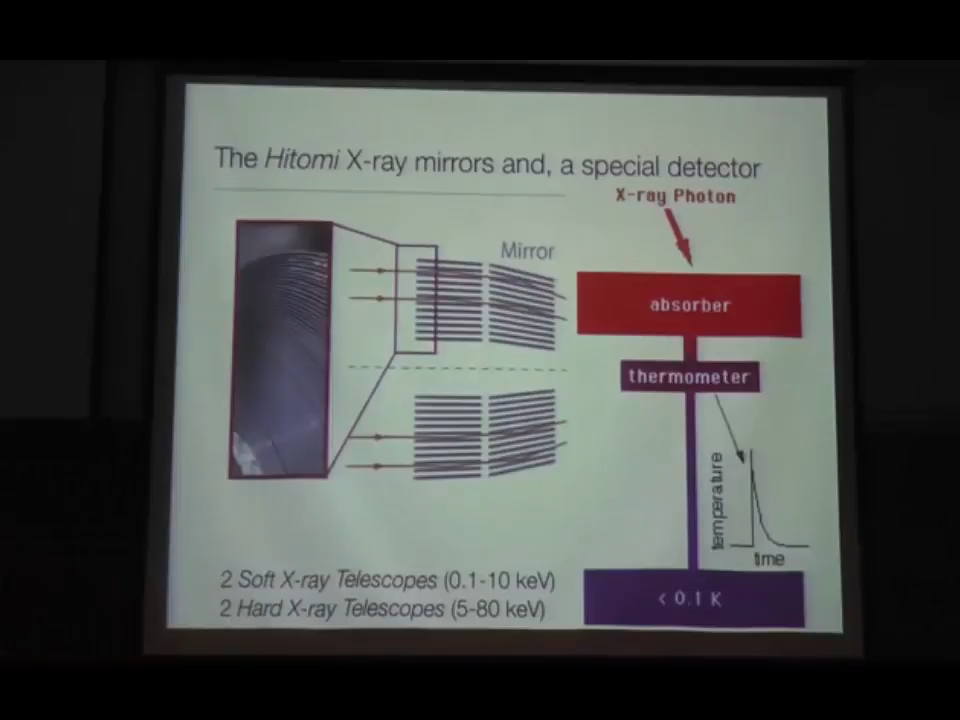 The Hitomi X-ray mirrors and, a special detector
X-ray Photon
Mirror
absorber
thermometer
temperature
time
2 Soft X-ray Telescopes (0.1-10 keV)
2 Hard X-ray Telescopes (5-80 keV)
< 0.1 K